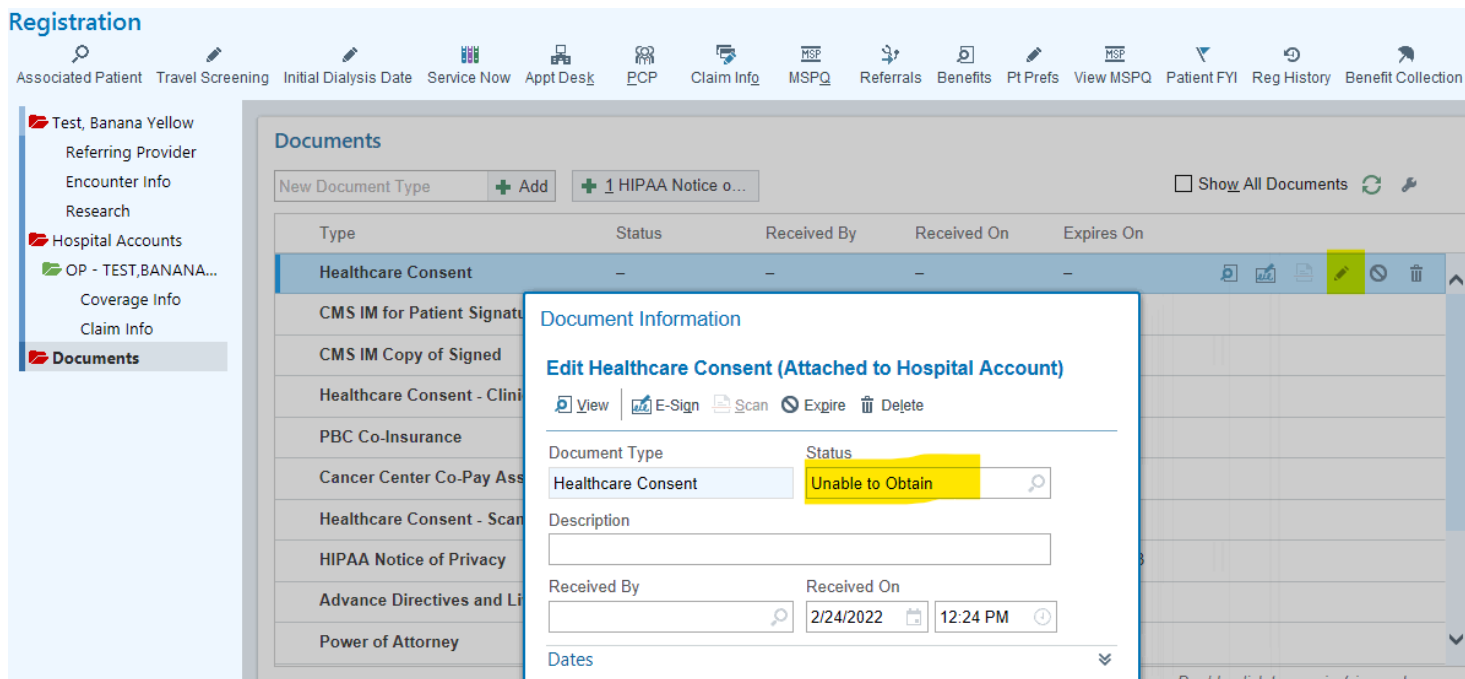 Registration
Associated Patient Travel Screening Initial Dialysis Date Service Now Appt Desk PCP Claim Info MSPQ Referrals Benefits Pt Prefs View MSPQ Patient FYI Reg History Benefit Collection
Test, Banana Yellow
Referring Provider
Encounter Info
Research
Hospital Accounts
OP - TEST,BANANA...
Coverage Info
Claim Info
Documents
Documents
New Document Type Add 1 HIPAA Notice o... Show All Documents
Type Status Received By Received On Expires On
Healthcare Consent – – – –
CMS IM for Patient Signatu
CMS IM Copy of Signed
Healthcare Consent - Clini
PBC Co-Insurance
Cancer Center Co-Pay Ass
Healthcare Consent - Scan
HIPAA Notice of Privacy
Advance Directives and Li
Power of Attorney
Document Information
Edit Healthcare Consent (Attached to Hospital Account)
View E-Sign Scan Expire Delete
Document Type Status
Healthcare Consent Unable to Obtain
Description
Received By Received On
2/24/2022 12:24 PM
Dates